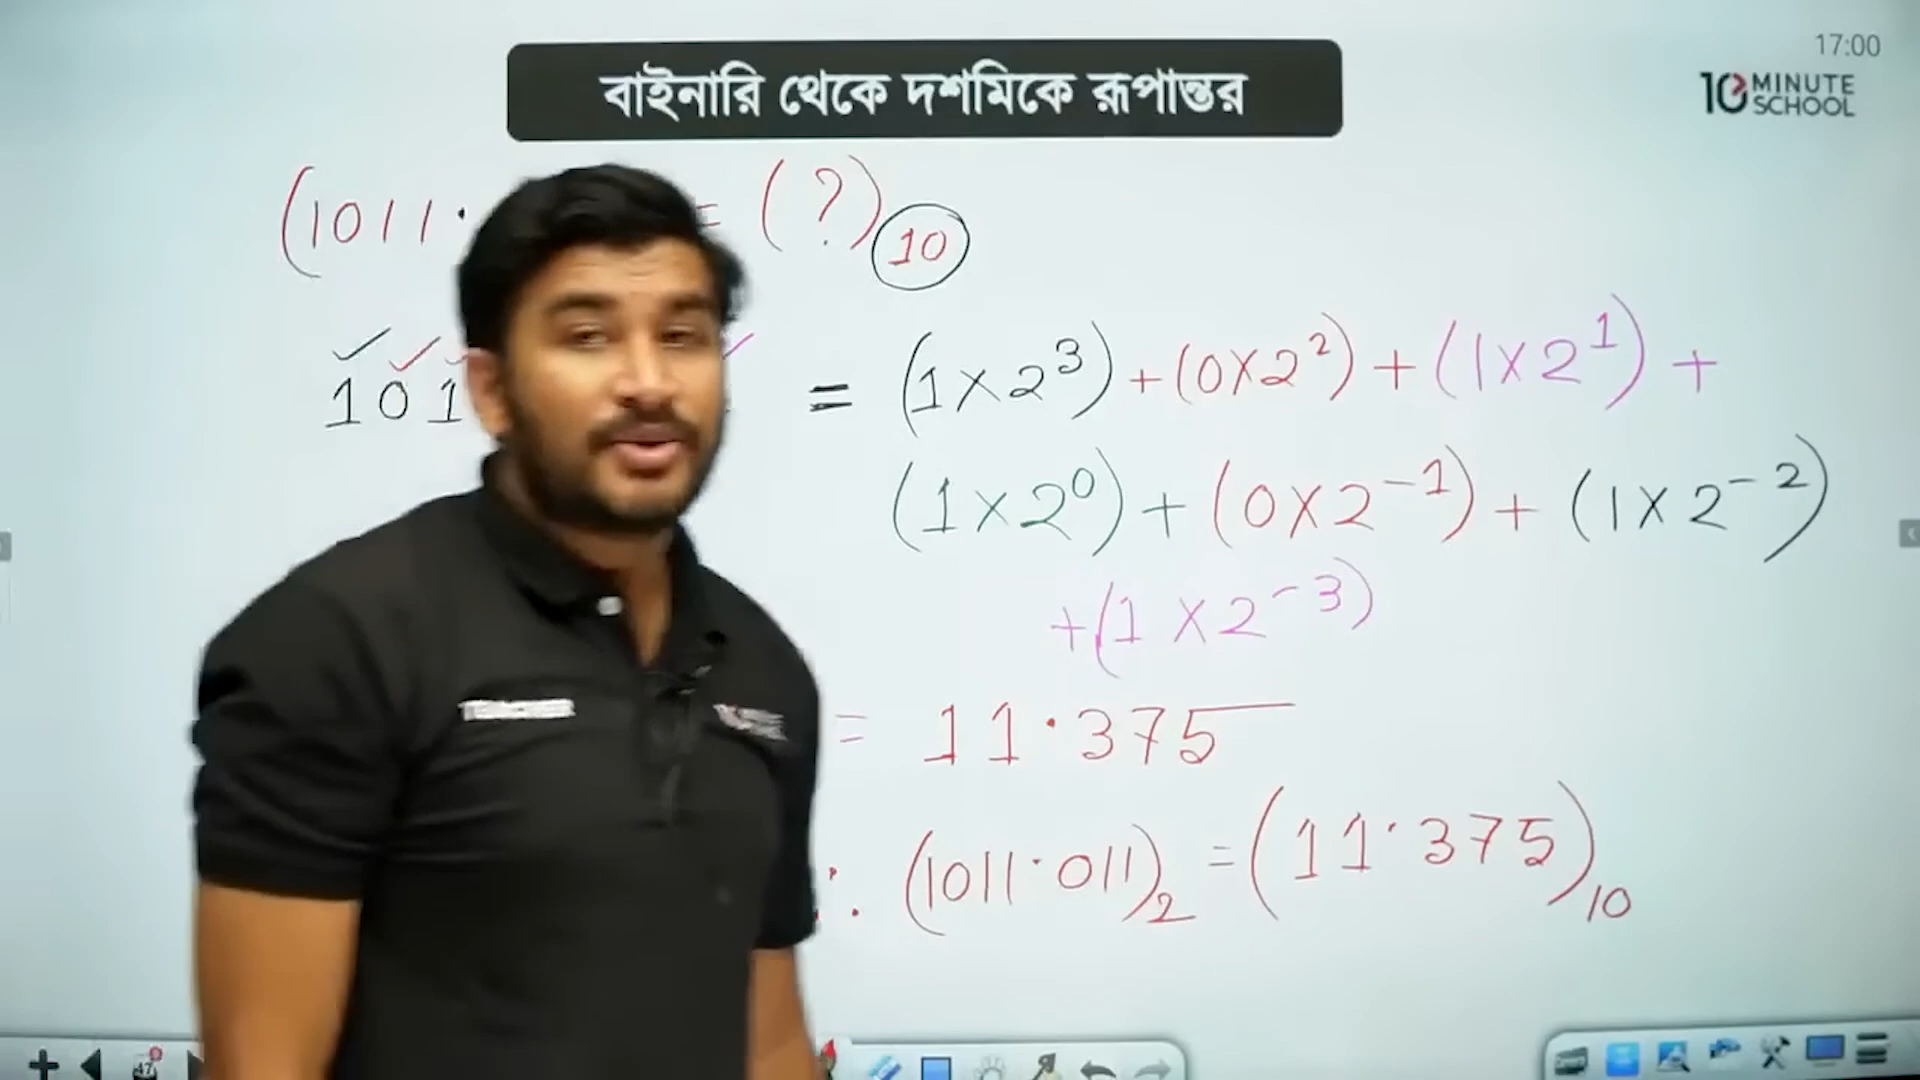 17:00
10 MINUTE SCHOOL
বাইনারি থেকে দশমিকে রূপান্তর
(1011· = (?)10
101 = (1×2³) + (0×2²) + (1×2¹) +
(1×2⁰) + (0×2⁻¹) + (1×2⁻²)
+ (1×2⁻³)
= 11·375
∴ (1011·011)₂ = (11·375)₁₀
TEACHER
47